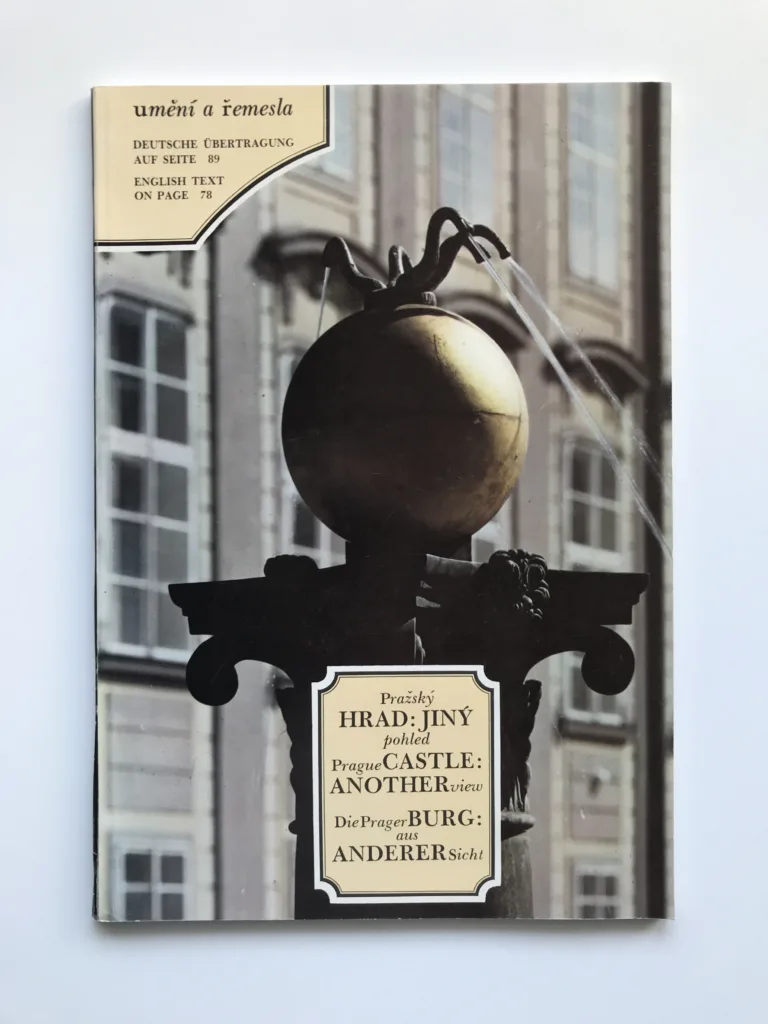 umění a řemesla
DEUTSCHE ÜBERTRAGUNG
AUF SEITE 89
ENGLISH TEXT
ON PAGE 78
Pražský
HRAD: JINÝ
pohled
Prague CASTLE:
ANOTHER view
Die Prager BURG:
aus
ANDERER Sicht